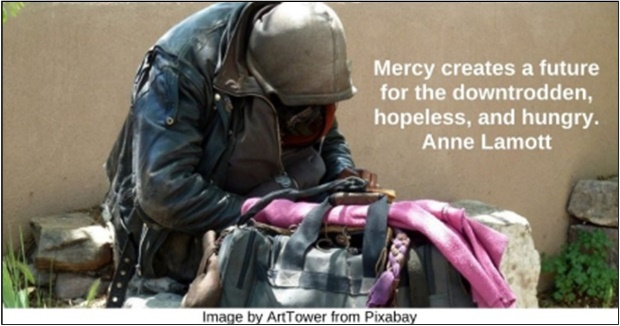 Mercy creates a future
for the downtrodden,
hopeless, and hungry.
Anne Lamott
Image by ArtTower from Pixabay